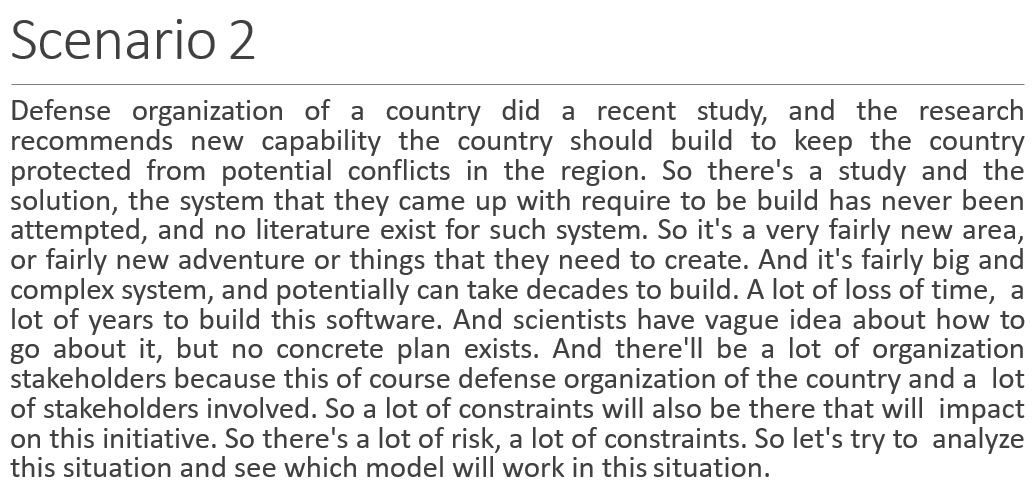 Scenario 2
Defense organization of a country did a recent study, and the research
recommends new capability the country should build to keep the country
protected from potential conflicts in the region. So there's a study and the
solution, the system that they came up with require to be build has never been
attempted, and no literature exist for such system. So it's a very fairly new area,
or fairly new adventure or things that they need to create. And it's fairly big and
complex system, and potentially can take decades to build. A lot of loss of time, a
lot of years to build this software. And scientists have vague idea about how to
go about it, but no concrete plan exists. And there'll be a lot of organization
stakeholders because this of course defense organization of the country and a lot
of stakeholders involved. So a lot of constraints will also be there that will impact
on this initiative. So there's a lot of risk, a lot of constraints. So let's try to analyze
this situation and see which model will work in this situation.